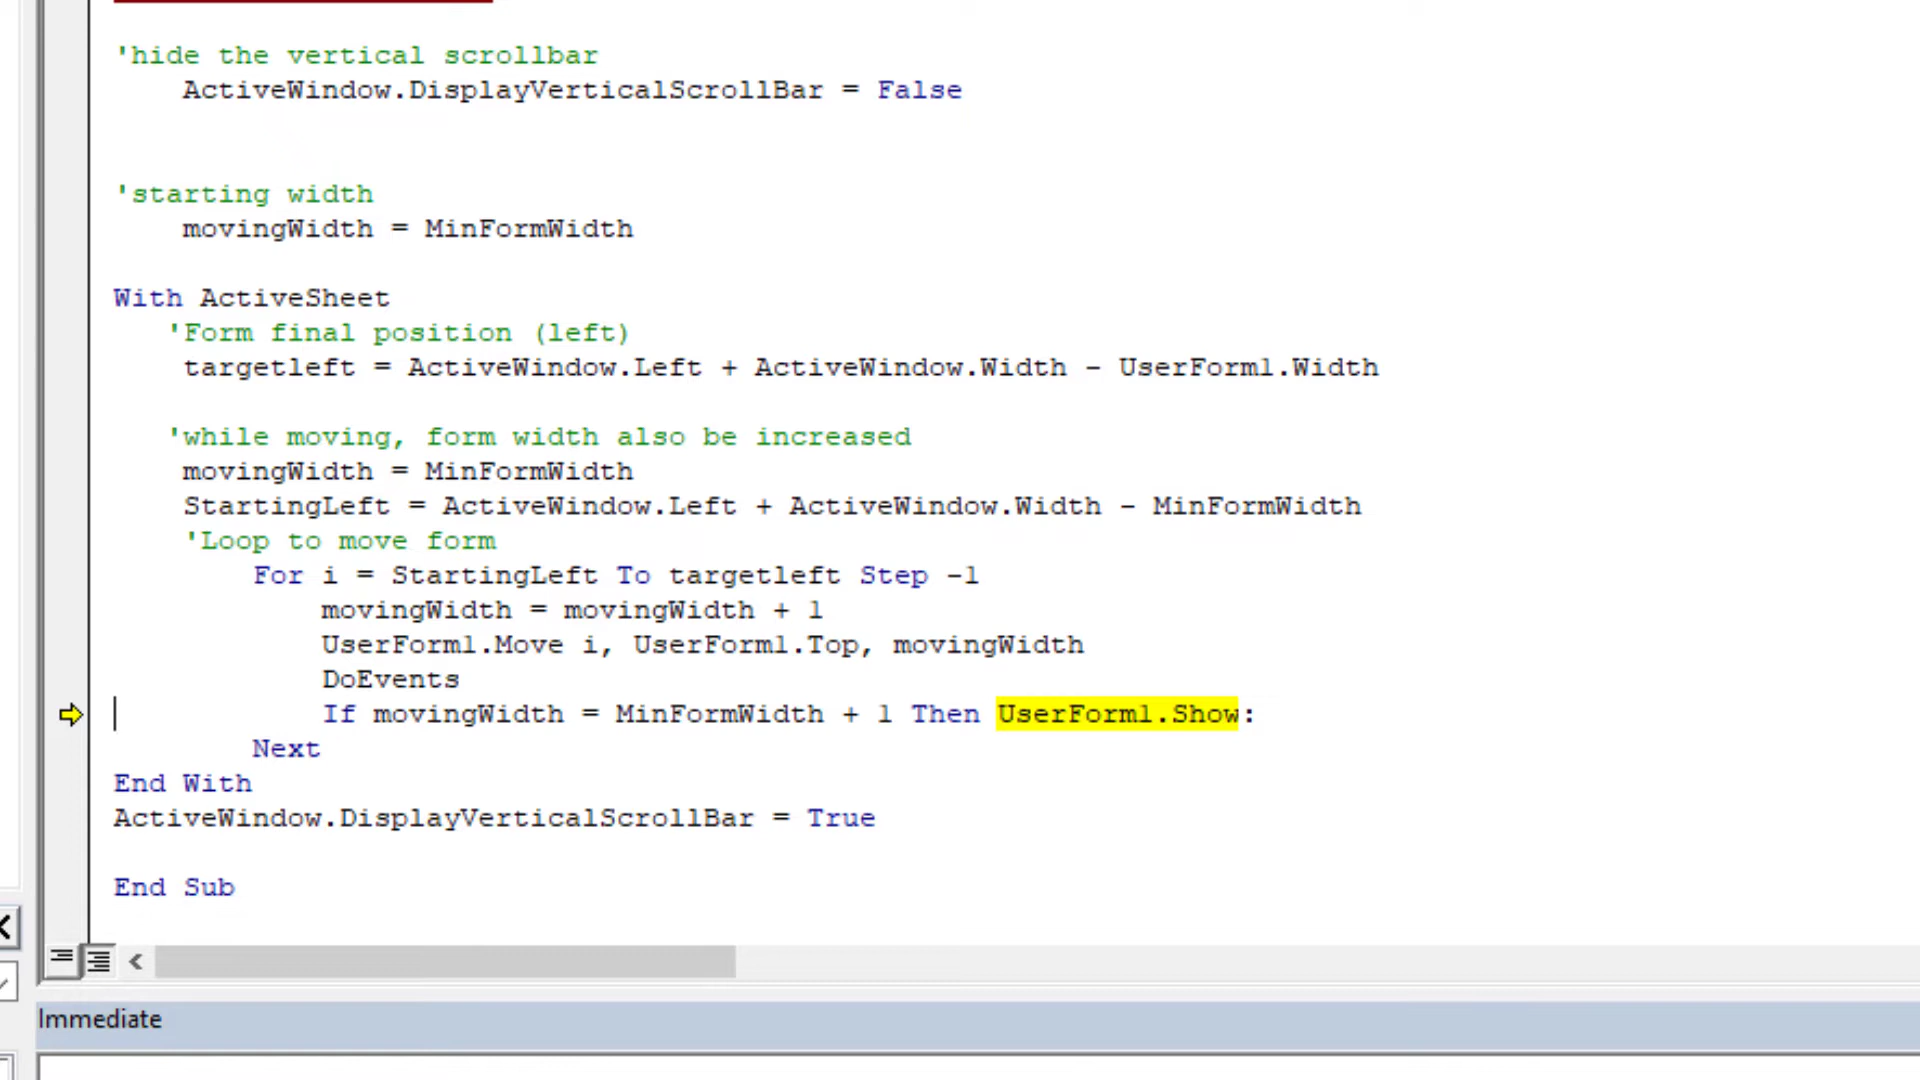 'hide the vertical scrollbar
ActiveWindow.DisplayVerticalScrollBar = False
'starting width
movingWidth = MinFormWidth
With ActiveSheet
'Form final position (left)
targetleft = ActiveWindow.Left + ActiveWindow.Width - UserForm1.Width
'while moving, form width also be increased
movingWidth = MinFormWidth
StartingLeft = ActiveWindow.Left + ActiveWindow.Width - MinFormWidth
'Loop to move form
For i = StartingLeft To targetleft Step -1
movingWidth = movingWidth + 1
UserForm1.Move i, UserForm1.Top, movingWidth
DoEvents
If movingWidth = MinFormWidth + 1 Then UserForm1.Show:
Next
End With
ActiveWindow.DisplayVerticalScrollBar = True
End Sub
Immediate